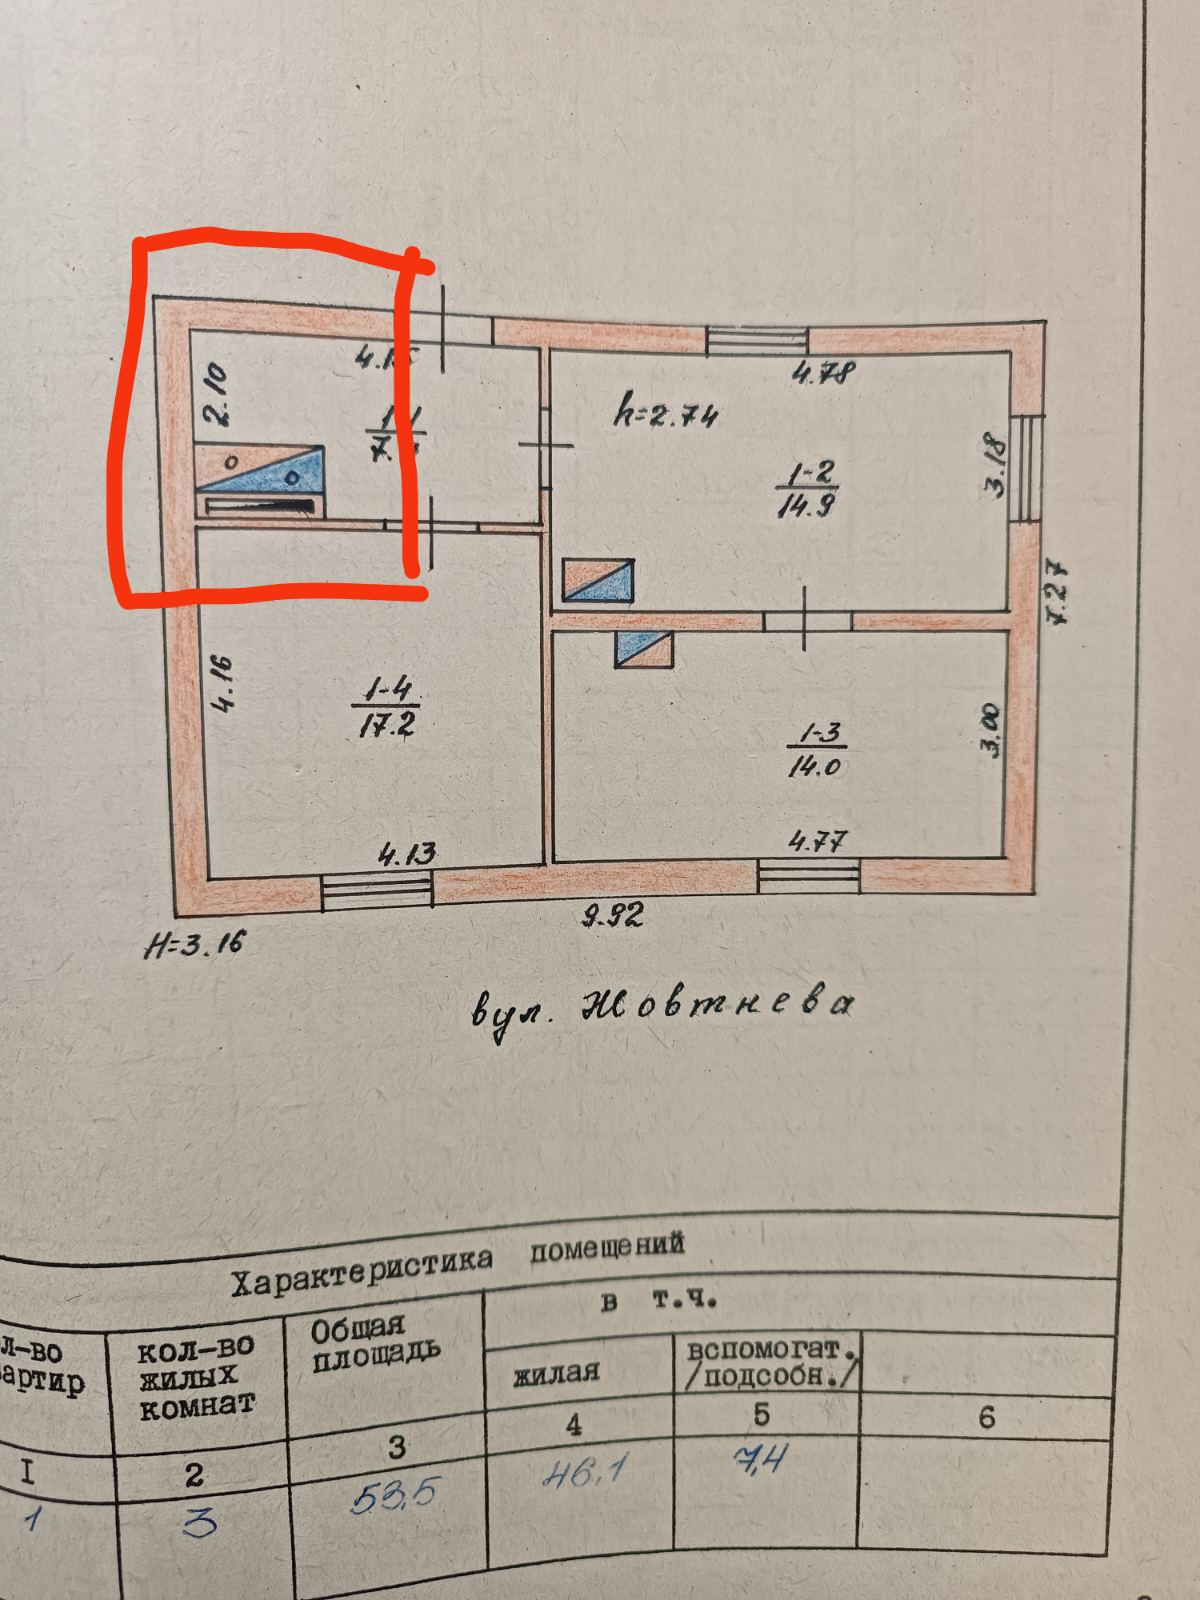 4.15
2.10
1-1
4.78
h=2.74
3.18
1-2
14.9
7.27
4.16
1-4
17.2
1-3
14.0
3.00
4.13
4.77
9.92
H=3.16
вул. Жовтнева
Характеристика помещений
в т.ч.
кол-во
жилых
комнат
Общая
площадь
жилая
вспомогат.
/подсобн./
I 2 3 4 5 6
1 3 53,5 46,1 7,4